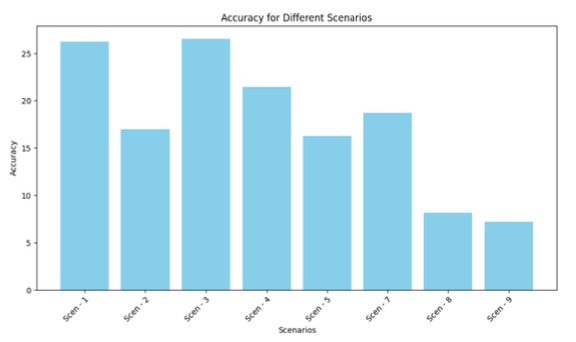 Accuracy for Different Scenarios
Accuracy
25
20
15
10
5
0
Scen - 1
Scen - 2
Scen - 3
Scen - 4
Scen - 5
Scen - 7
Scen - 8
Scen - 9
Scenarios